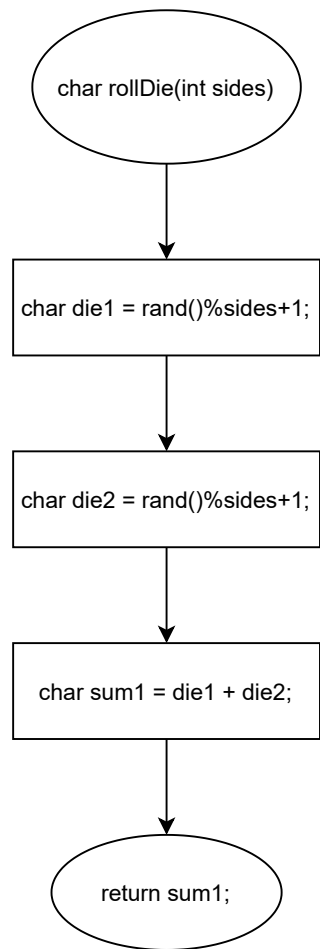 char rollDie(int sides)
char die1 = rand()%sides+1;
char die2 = rand()%sides+1;
char sum1 = die1 + die2;
return sum1;